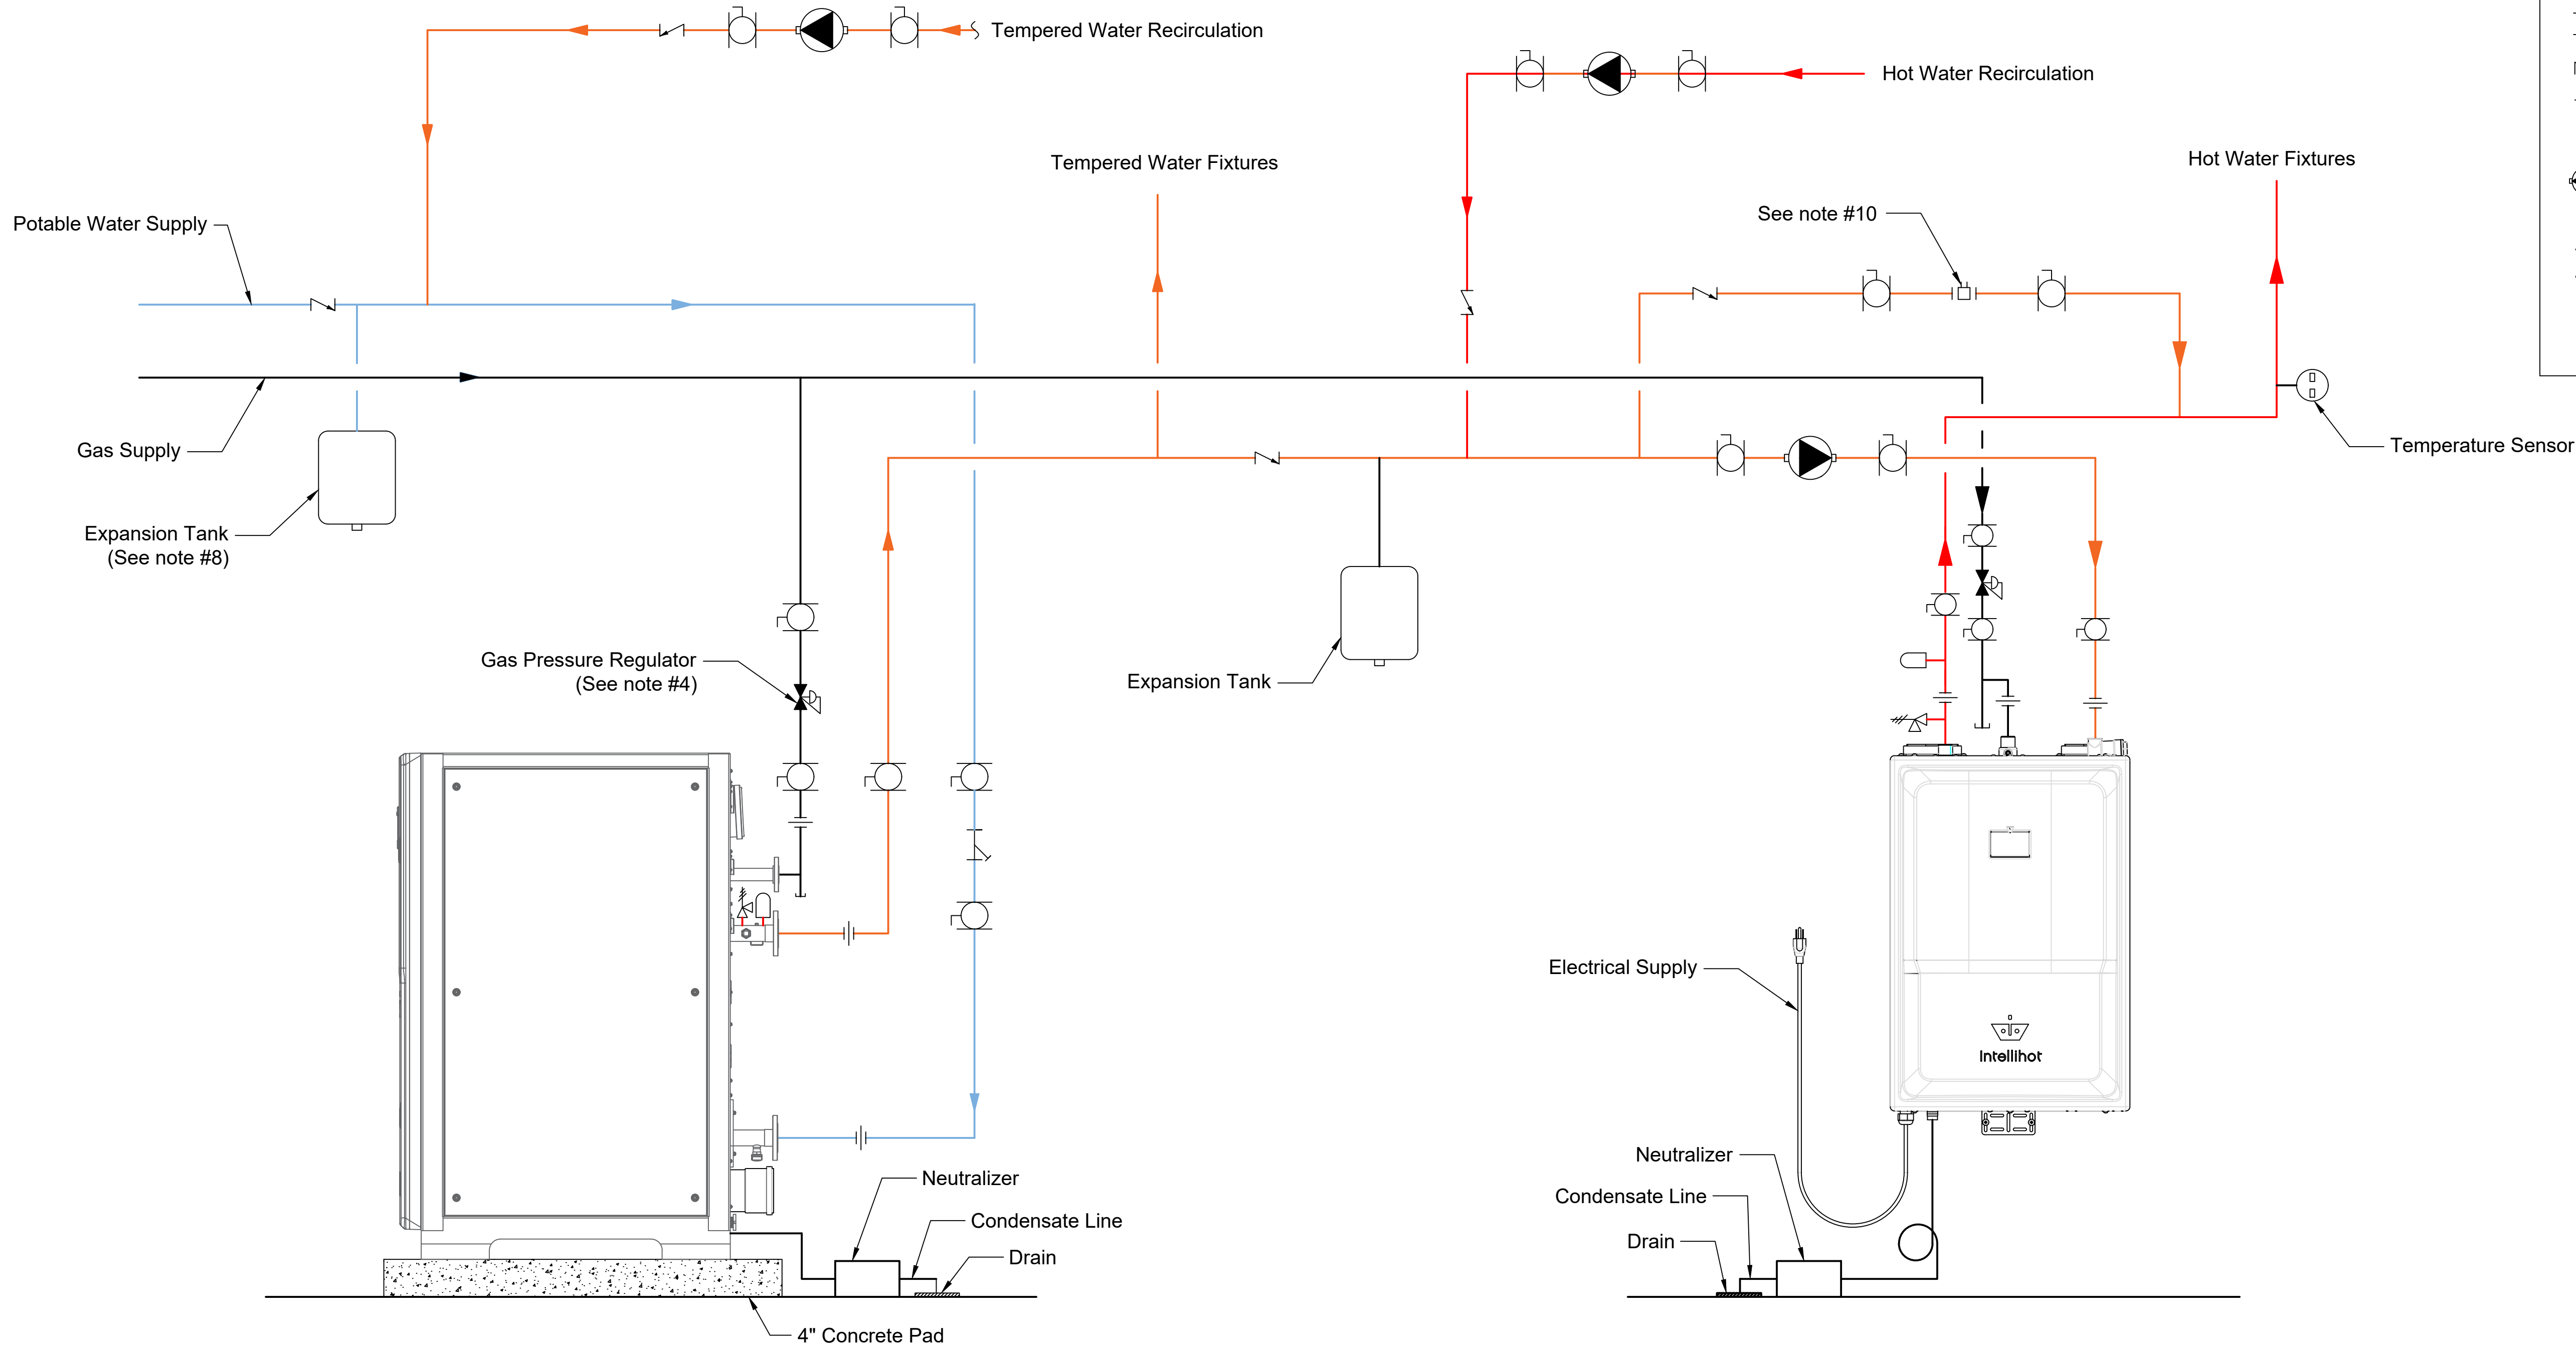 Tempered Water Recirculation
Hot Water Recirculation
Tempered Water Fixtures
Hot Water Fixtures
See note #10
Potable Water Supply
Gas Supply
Temperature Sensor
Expansion Tank
(See note #8)
Gas Pressure Regulator
(See note #4)
Expansion Tank
Electrical Supply
Intellihot
Neutralizer
Condensate Line
Drain
Neutralizer
Condensate Line
Drain
4" Concrete Pad